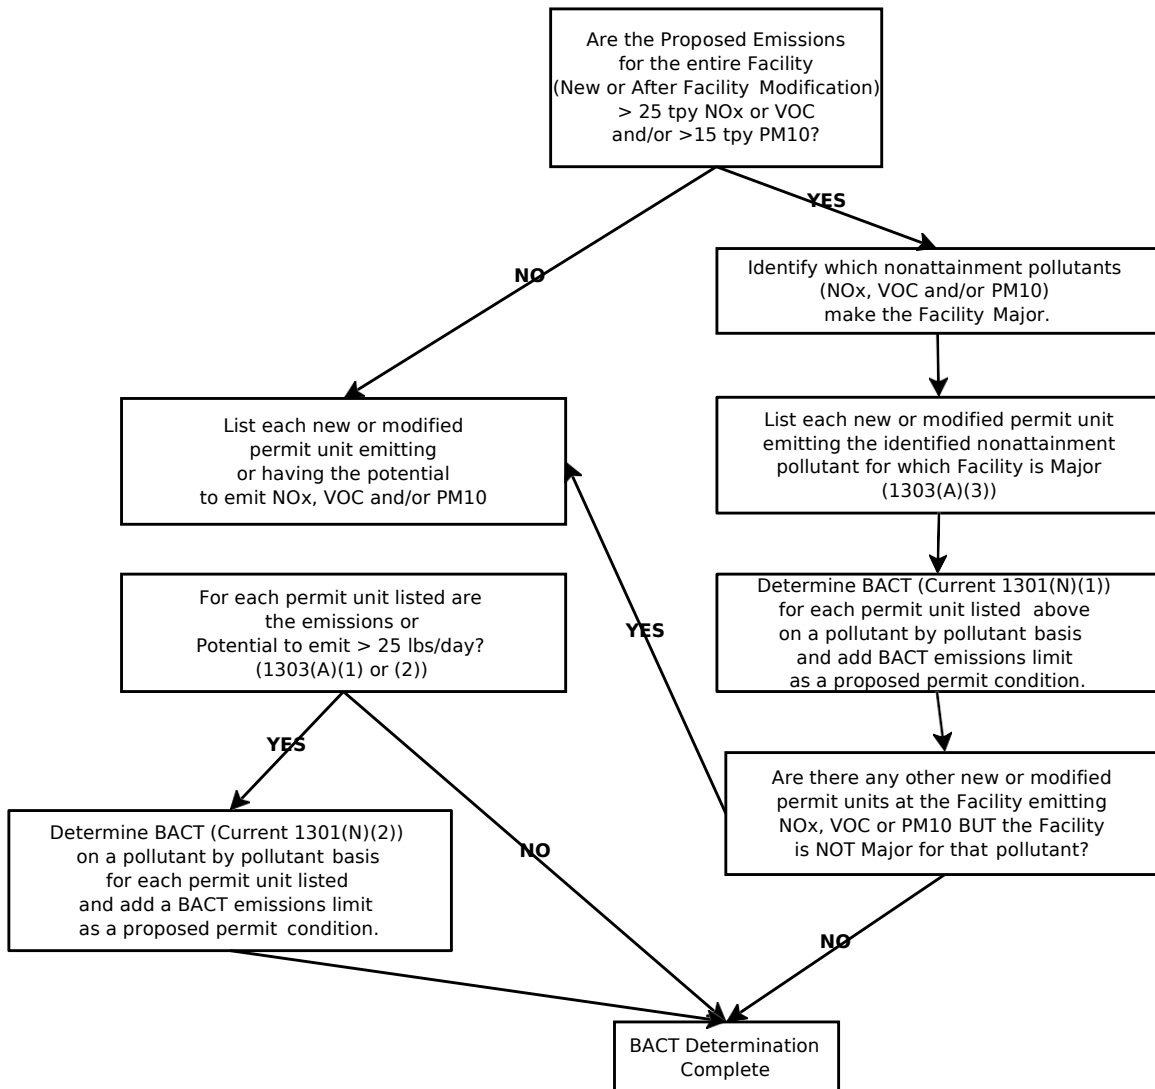 Are the Proposed Emissions
for the entire Facility
(New or After Facility Modification)
> 25 tpy NOx or VOC
and/or >15 tpy PM10?
YES
NO
Identify which nonattainment pollutants
(NOx, VOC and/or PM10)
make the Facility Major.
List each new or modified
permit unit emitting
or having the potential
to emit NOx, VOC and/or PM10
List each new or modified permit unit
emitting the identified nonattainment
pollutant for which Facility is Major
(1303(A)(3))
For each permit unit listed are
the emissions or
Potential to emit > 25 lbs/day?
(1303(A)(1) or (2))
YES
Determine BACT (Current 1301(N)(1))
for each permit unit listed above
on a pollutant by pollutant basis
and add BACT emissions limit
as a proposed permit condition.
YES
Are there any other new or modified
permit units at the Facility emitting
NOx, VOC or PM10 BUT the Facility
is NOT Major for that pollutant?
Determine BACT (Current 1301(N)(2))
on a pollutant by pollutant basis
for each permit unit listed
and add a BACT emissions limit
as a proposed permit condition.
NO
NO
BACT Determination
Complete